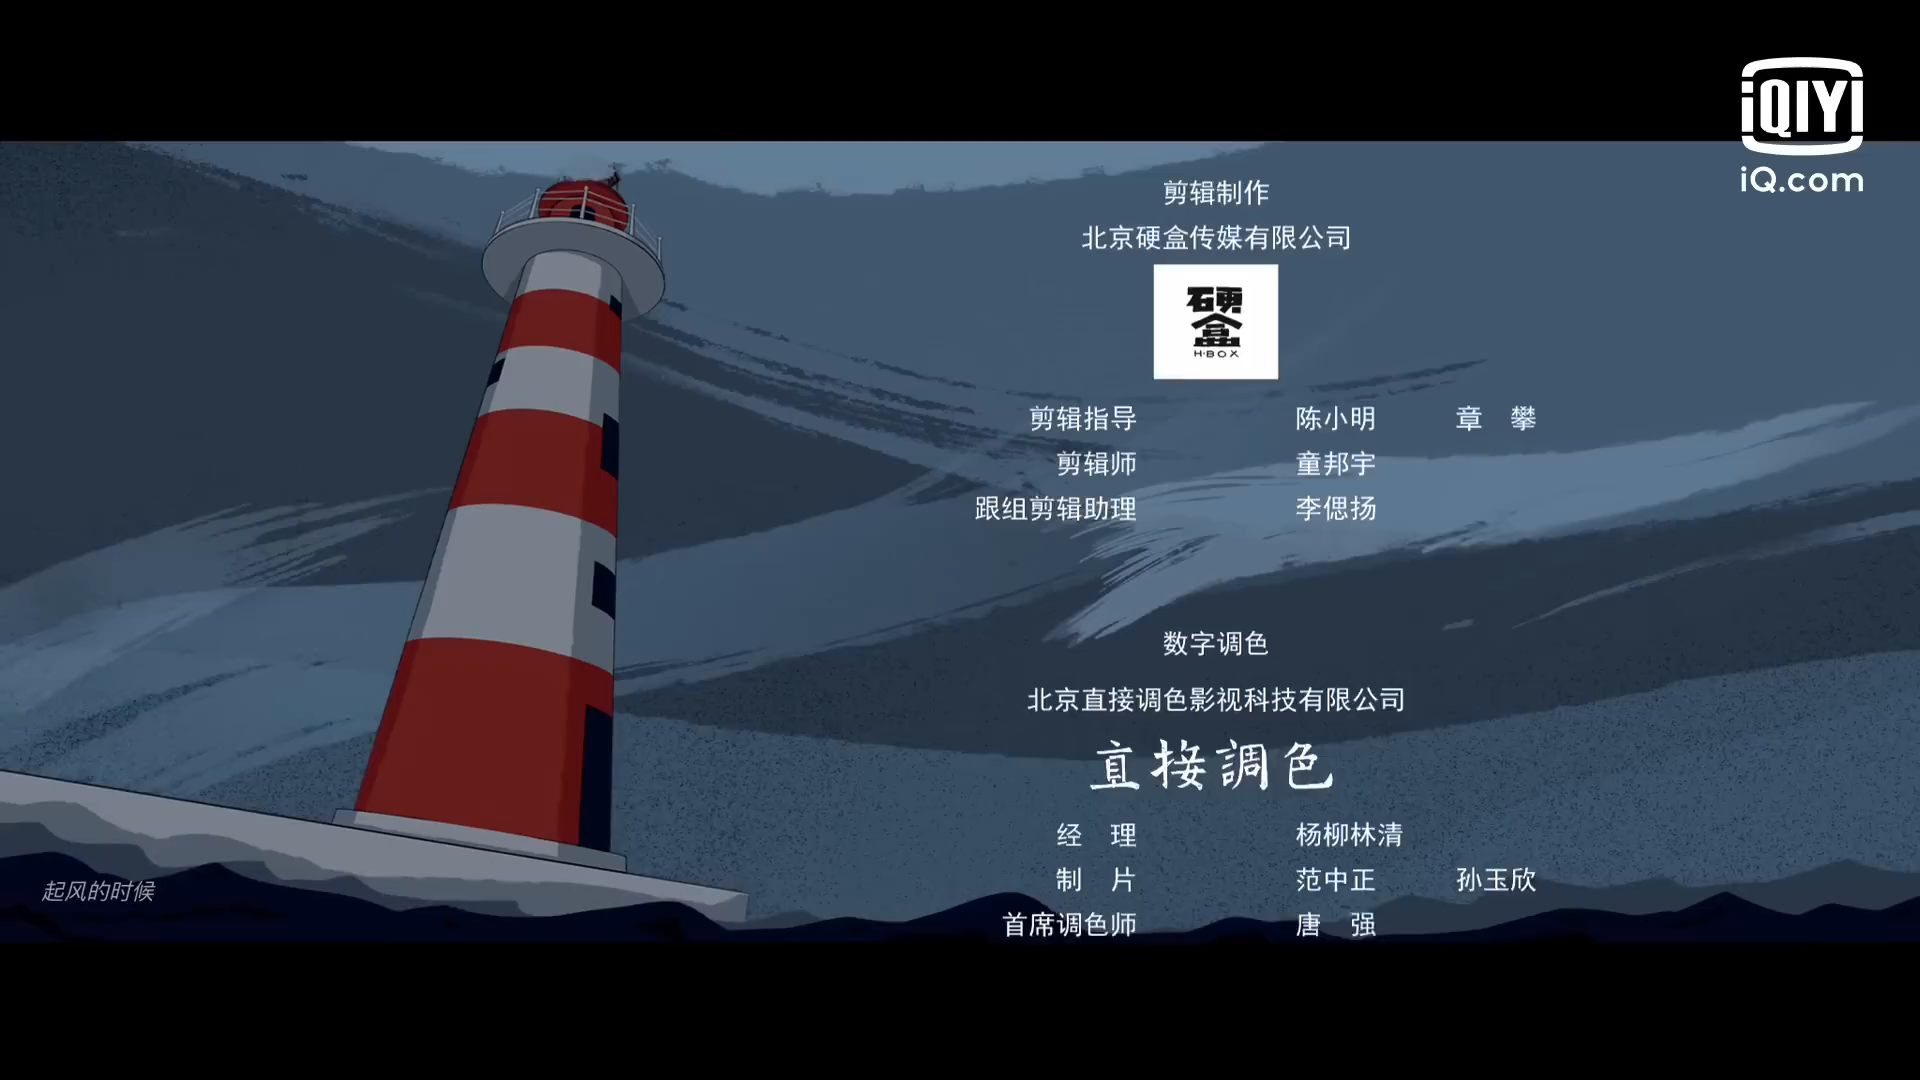 iQIYI
iQ.com
剪辑制作
北京硬盒传媒有限公司
硬盒
H·BOX
剪辑指导 陈小明 章 攀
剪辑师 童邦宇
跟组剪辑助理 李偲扬
数字调色
北京直接调色影视科技有限公司
直接調色
经 理 杨柳林清
制 片 范中正 孙玉欣
首席调色师 唐 强
起风的时候